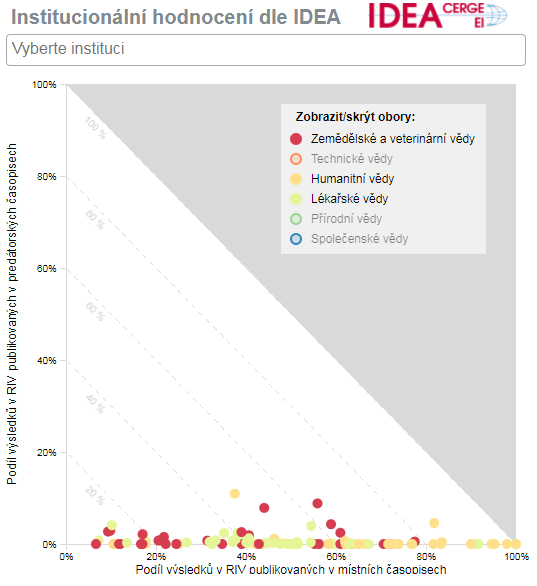 Institucionální hodnocení dle IDEA
IDEA CERGE
EI
Vyberte instituci
Zobrazit/skrýt obory:
Zemědělské a veterinární vědy
Technické vědy
Humanitní vědy
Lékařské vědy
Přírodní vědy
Společenské vědy
Podíl výsledků v RIV publikovaných v predátorských časopisech
100%
80%
60%
40%
20%
0%
100 %
80 %
60 %
40 %
20 %
0%
20%
40%
60%
80%
100%
Podíl výsledků v RIV publikovaných v místních časopisech